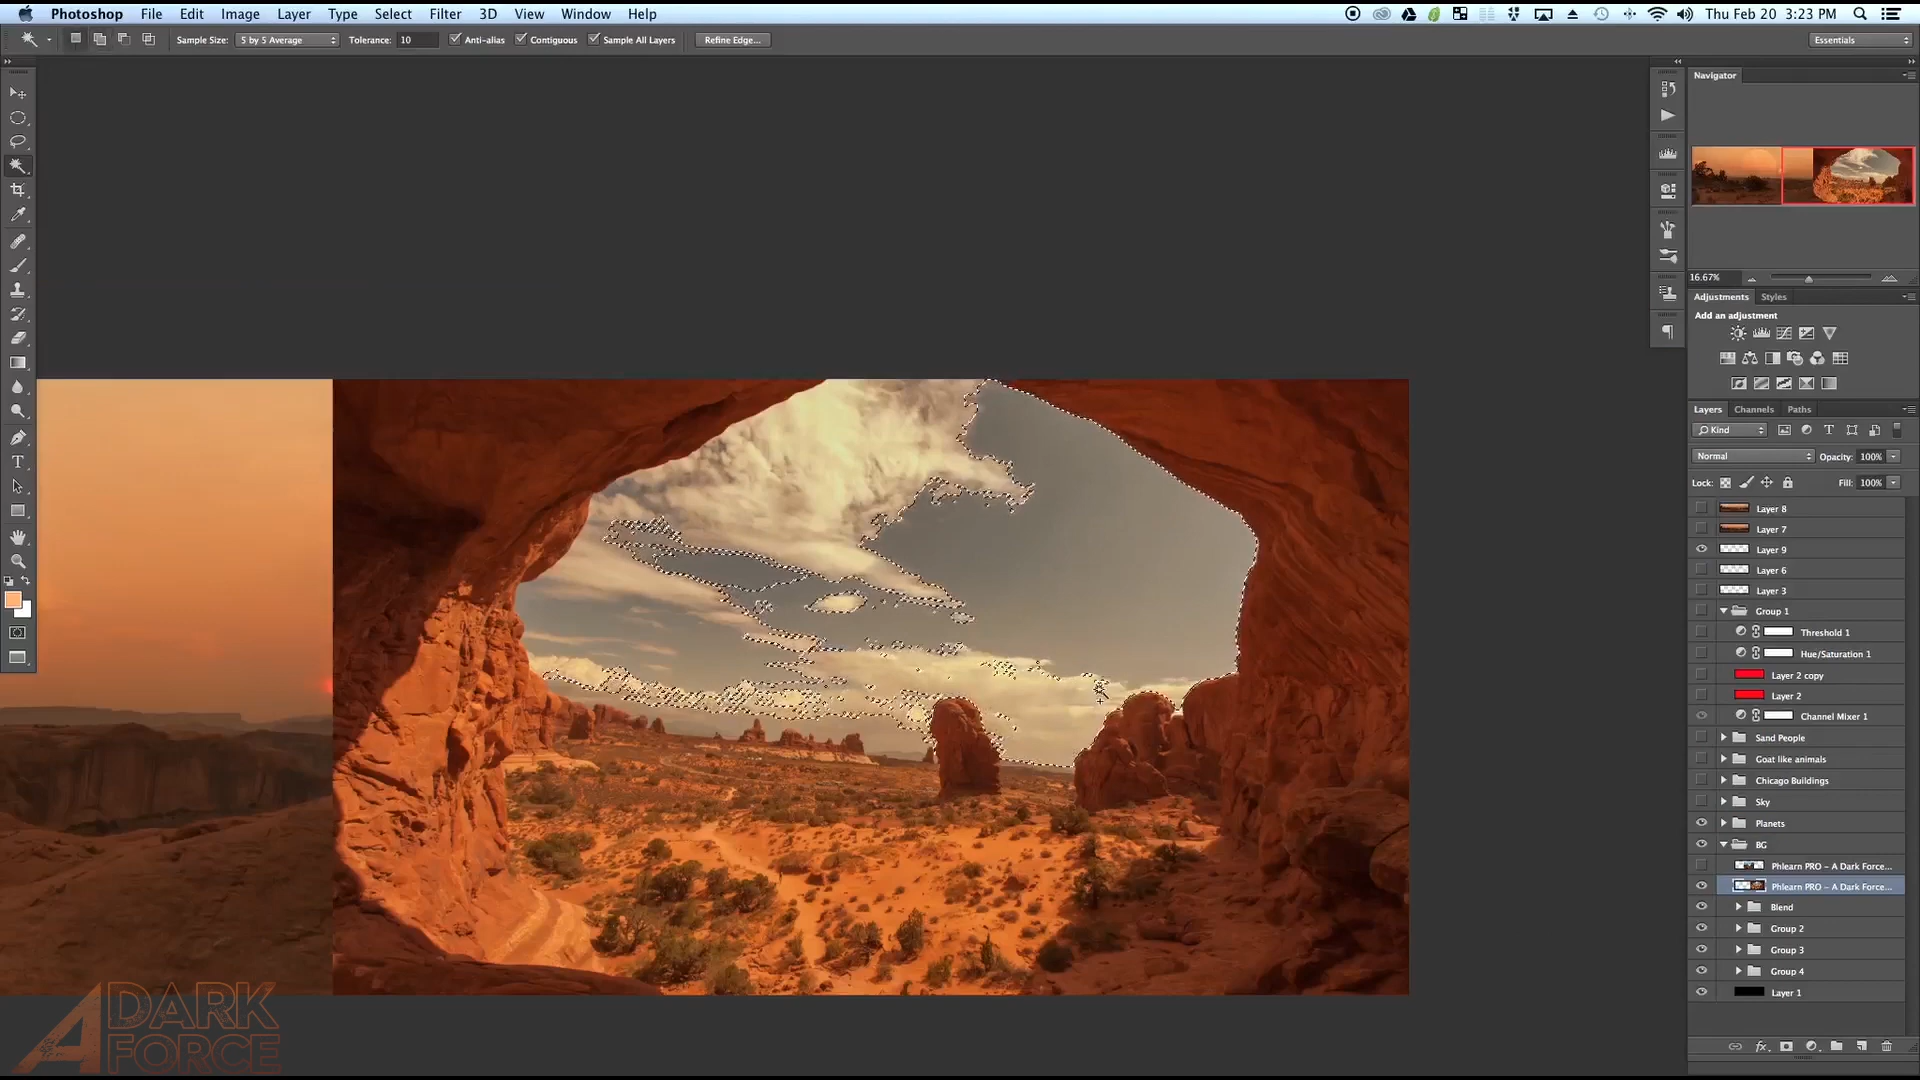 Photoshop File Edit Image Layer Type Select Filter 3D View Window Help Thu Feb 20 3:23 PM
Sample Size: 5 by 5 Average Tolerance: 10 Anti-alias Contiguous Sample All Layers Refine Edge... Essentials
Navigator
16.67%
Adjustments Styles
Add an adjustment
Layers Channels Paths
Kind
Normal Opacity: 100%
Lock: Fill: 100%
Layer 8
Layer 7
Layer 9
Layer 6
Layer 3
Group 1
Threshold 1
Hue/Saturation 1
Layer 2 copy
Layer 2
Channel Mixer 1
Sand People
Goat like animals
Chicago Buildings
Sky
Planets
BG
Phlearn PRO - A Dark Force...
Phlearn PRO - A Dark Force...
Blend
Group 2
Group 3
Group 4
Layer 1
A DARK
FORCE